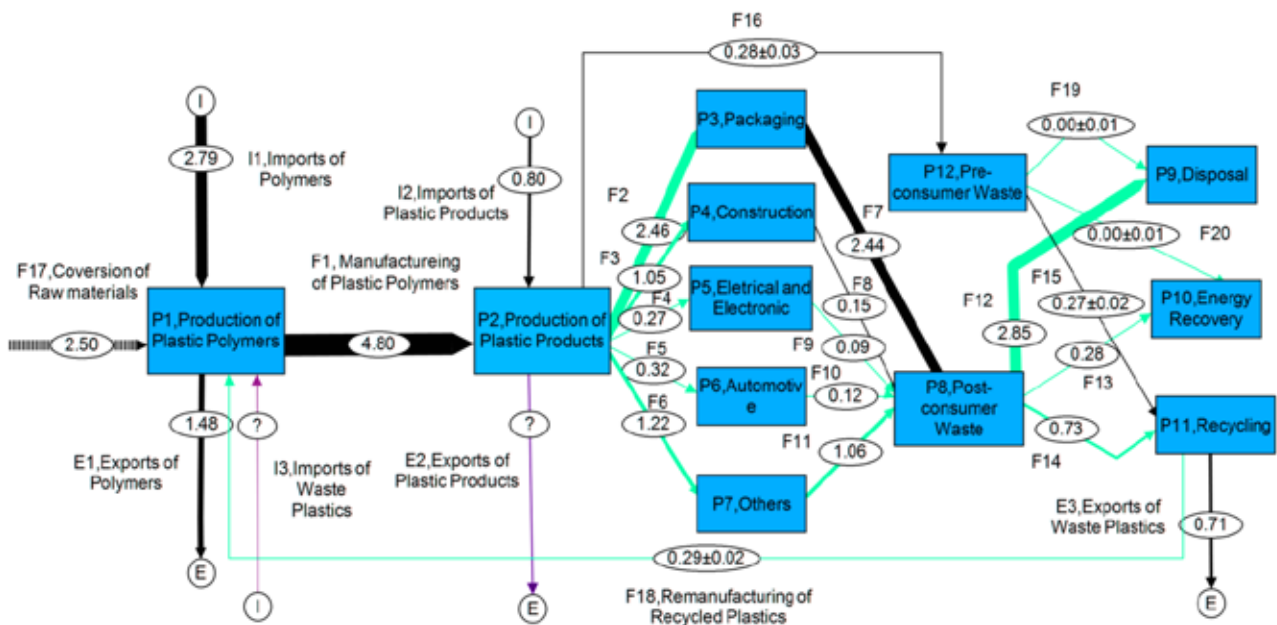 F16
0.28±0.03
I
2.79
I1,Imports of
Polymers
I
0.80
I2,Imports of
Plastic Products
F17,Coversion of
Raw materials
2.50
P1,Production of
Plastic Polymers
F1, Manufactureing
of Plastic Polymers
4.80
P2,Production of
Plastic Products
1.48
E1,Exports of
Polymers
E
?
I3,Imports of
Waste
Plastics
I
?
E2,Exports of
Plastic Products
E
F2
2.46
F3
1.05
F4
0.27
F5
0.32
F6
1.22
P3,Packaging
P4,Construction
P5,Eletrical and
Electronic
P6,Automotiv
e
P7,Others
F7
2.44
F8
0.15
F9
0.09
F10
0.12
F11
1.06
P8,Post-
consumer
Waste
P12,Pre-
consumer Waste
F19
0.00±0.01
P9,Disposal
0.00±0.01
F20
F15
0.27±0.02
P10,Energy
Recovery
F12
2.85
0.28
F13
0.73
F14
P11,Recycling
E3,Exports of
Waste Plastics
0.71
E
0.29±0.02
F18,Remanufacturing of
Recycled Plastics